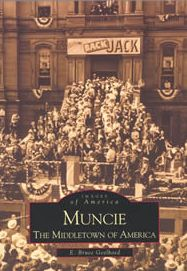 BACK JACK
IMAGES
of America
MUNCIE
THE MIDDLETOWN OF AMERICA
E. Bruce Geelhoed